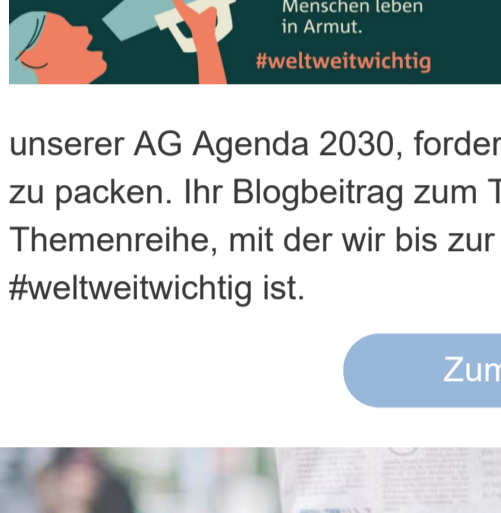 Menschen leben
in Armut.
#weltweitwichtig
unserer AG Agenda 2030, forder
zu packen. Ihr Blogbeitrag zum T
Themenreihe, mit der wir bis zur
#weltweitwichtig ist.
Zum